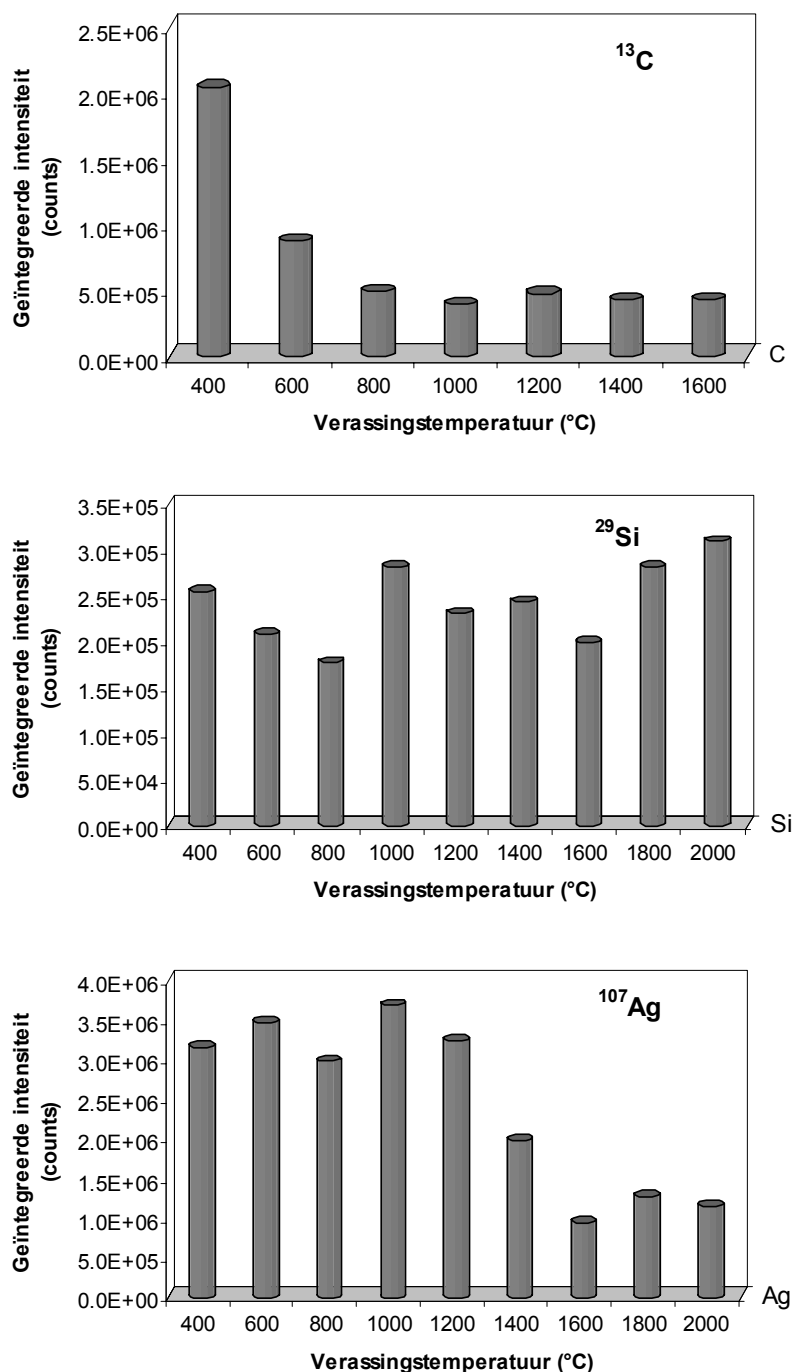 Geïntegreerde intensiteit
(counts)
2.5E+06
2.0E+06
1.5E+06
1.0E+06
5.0E+05
0.0E+00
13C
400 600 800 1000 1200 1400 1600
C
Verassingstemperatuur (°C)
Geïntegreerde intensiteit
(counts)
3.5E+05
3.0E+05
2.5E+05
2.0E+05
1.5E+05
1.0E+05
5.0E+04
0.0E+00
29Si
400 600 800 1000 1200 1400 1600 1800 2000
Si
Verassingstemperatuur (°C)
Geïntegreerde intensiteit
(counts)
4.0E+06
3.5E+06
3.0E+06
2.5E+06
2.0E+06
1.5E+06
1.0E+06
5.0E+05
0.0E+00
107Ag
400 600 800 1000 1200 1400 1600 1800 2000
Ag
Verassingstemperatuur (°C)